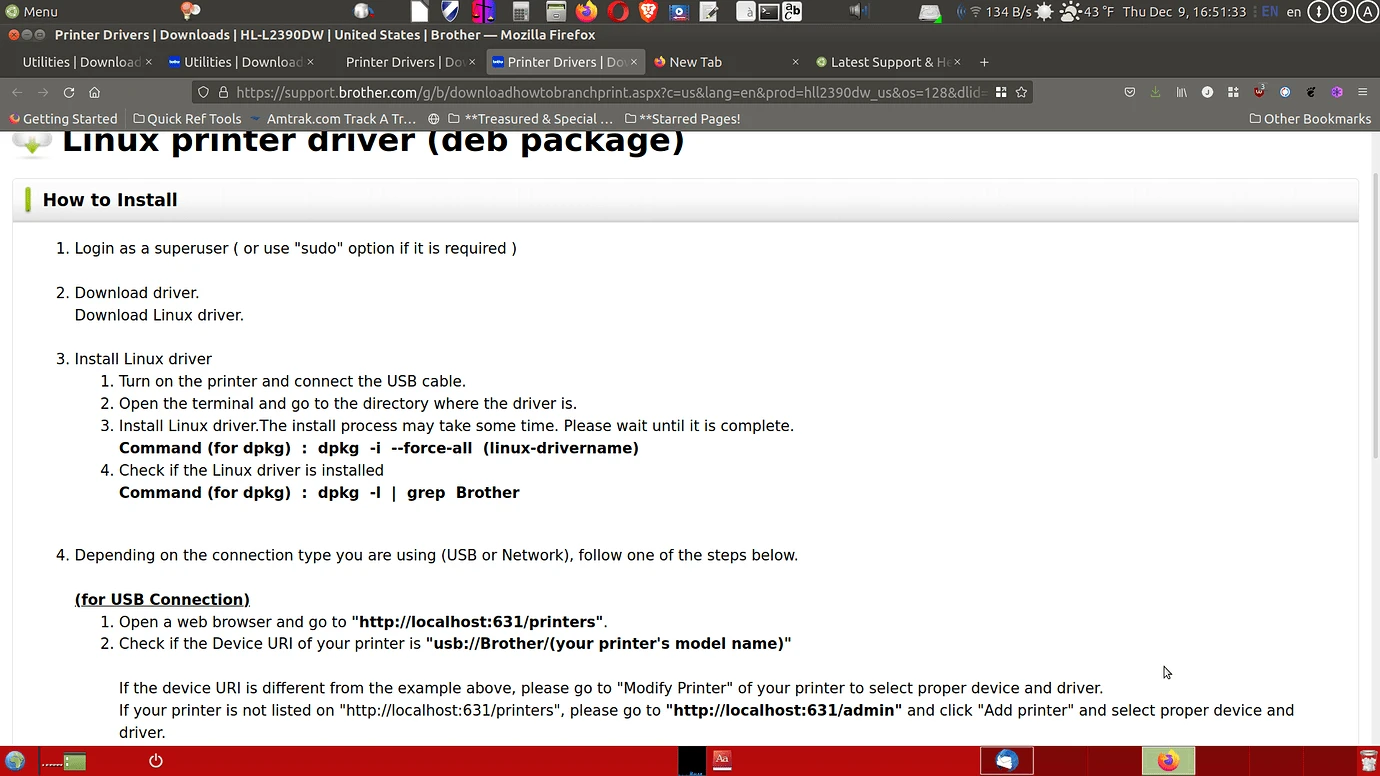 Menu
134 B/s
43 °F
Thu Dec 9, 16:51:33
EN
en
9
A
Printer Drivers | Downloads | HL-L2390DW | United States | Brother — Mozilla Firefox
Utilities | Download
Utilities | Download
Printer Drivers | Do
Printer Drivers | Do
New Tab
Latest Support & He
https://support.brother.com/g/b/downloadhowtobranchprint.aspx?c=us&lang=en&prod=hll2390dw_us&os=128&dlid=
Getting Started
Quick Ref Tools
Amtrak.com Track A Tr...
**Treasured & Special ...
**Starred Pages!
Other Bookmarks
Linux printer driver (deb package)
How to Install
1. Login as a superuser ( or use "sudo" option if it is required )
2. Download driver.
Download Linux driver.
3. Install Linux driver
1. Turn on the printer and connect the USB cable.
2. Open the terminal and go to the directory where the driver is.
3. Install Linux driver.The install process may take some time. Please wait until it is complete.
Command (for dpkg)  :  dpkg  -i  --force-all  (linux-drivername)
4. Check if the Linux driver is installed
Command (for dpkg)  :  dpkg  -l  |  grep  Brother
4. Depending on the connection type you are using (USB or Network), follow one of the steps below.
(for USB Connection)
1. Open a web browser and go to "http://localhost:631/printers".
2. Check if the Device URI of your printer is "usb://Brother/(your printer's model name)"
If the device URI is different from the example above, please go to "Modify Printer" of your printer to select proper device and driver.
If your printer is not listed on "http://localhost:631/printers", please go to "http://localhost:631/admin" and click "Add printer" and select proper device and
driver.
Aa